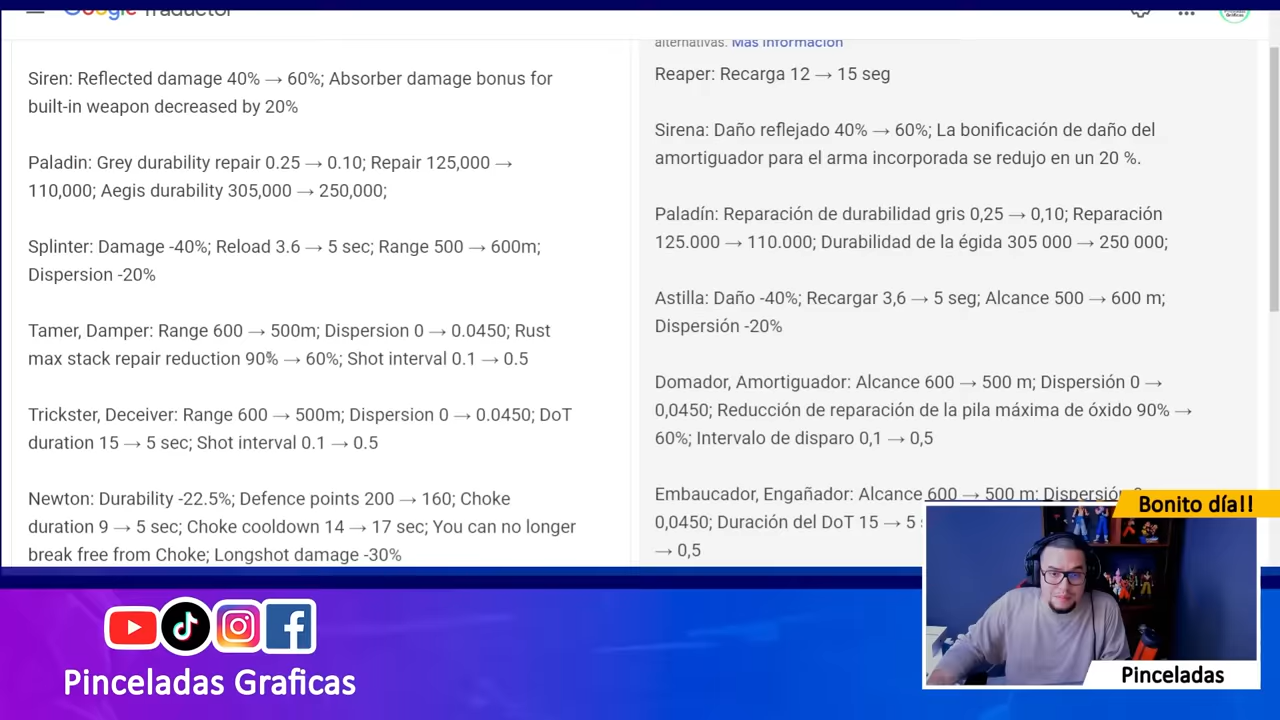 Google Traductor
Siren: Reflected damage 40% → 60%; Absorber damage bonus for
built-in weapon decreased by 20%
Paladin: Grey durability repair 0.25 → 0.10; Repair 125,000 →
110,000; Aegis durability 305,000 → 250,000;
Splinter: Damage -40%; Reload 3.6 → 5 sec; Range 500 → 600m;
Dispersion -20%
Tamer, Damper: Range 600 → 500m; Dispersion 0 → 0.0450; Rust
max stack repair reduction 90% → 60%; Shot interval 0.1 → 0.5
Trickster, Deceiver: Range 600 → 500m; Dispersion 0 → 0.0450; DoT
duration 15 → 5 sec; Shot interval 0.1 → 0.5
Newton: Durability -22.5%; Defence points 200 → 160; Choke
duration 9 → 5 sec; Choke cooldown 14 → 17 sec; You can no longer
break free from Choke; Longshot damage -30%
alternativas. Más información
Reaper: Recarga 12 → 15 seg
Sirena: Daño reflejado 40% → 60%; La bonificación de daño del
amortiguador para el arma incorporada se redujo en un 20 %.
Paladín: Reparación de durabilidad gris 0,25 → 0,10; Reparación
125.000 → 110.000; Durabilidad de la égida 305 000 → 250 000;
Astilla: Daño -40%; Recargar 3,6 → 5 seg; Alcance 500 → 600 m;
Dispersión -20%
Domador, Amortiguador: Alcance 600 → 500 m; Dispersión 0 →
0,0450; Reducción de reparación de la pila máxima de óxido 90% →
60%; Intervalo de disparo 0,1 → 0,5
Embaucador, Engañador: Alcance 600 → 500 m; Dispersión
0,0450; Duración del DoT 15 → 5 s
→ 0,5
Bonito día!!
Pinceladas
Pinceladas Graficas